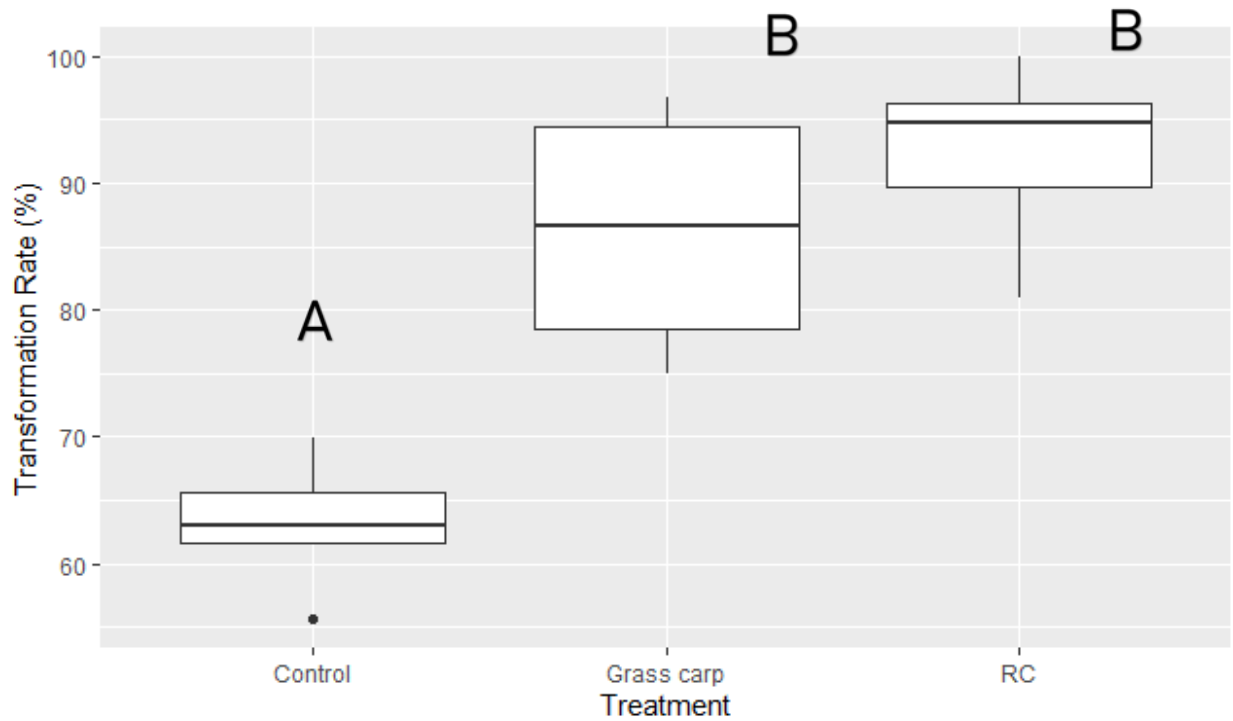 B
B
100
90
80
70
60
A
Transformation Rate (%)
Control
Grass carp
RC
Treatment